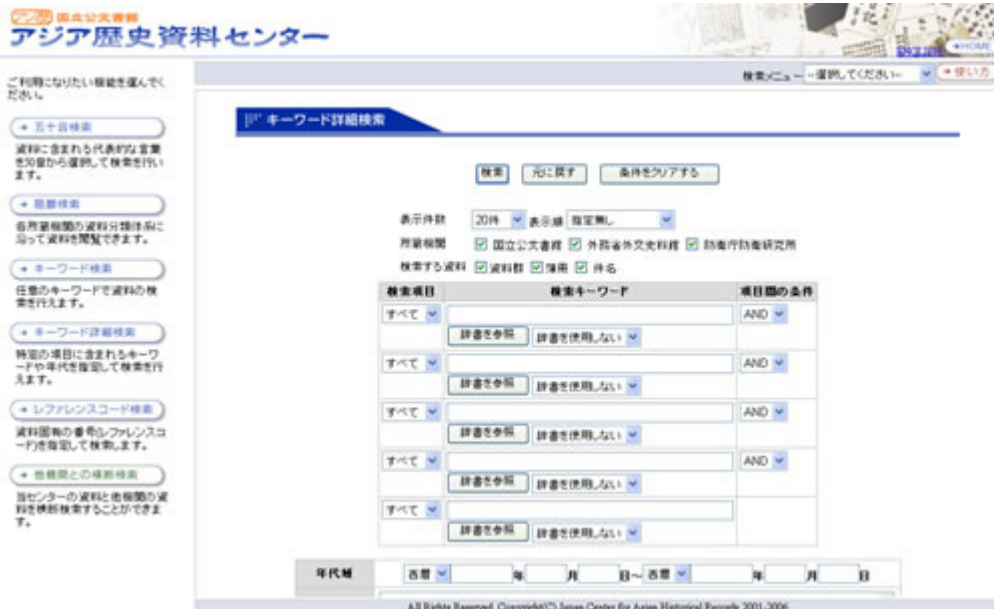 アジ歴 国立公文書館
アジア歴史資料センター
HOME
検索メニュー --選択してください-- 使い方
ご利用になりたい機能を選んでく
ださい。
五十音検索
資料に含まれる代表的な言葉
を50音から選択して検索を行い
ます。
階層検索
各所蔵機関の資料分類体系に
沿って資料を閲覧できます。
キーワード検索
任意のキーワードで資料の検
索を行えます。
キーワード詳細検索
特定の項目に含まれるキーワ
ードや年代を指定して検索を行
えます。
レファレンスコード検索
資料固有の番号(レファレンスコ
ード)を指定して検索します。
他機関との横断検索
当センターの資料と他機関の資
料を横断検索することができま
す。
キーワード詳細検索
検索 元に戻す 条件をクリアする
表示件数 20件 表示順 指定無し
所蔵機関 国立公文書館 外務省外交史料館 防衛庁防衛研究所
検索する資料 資料群 簿冊 件名
検索項目 検索キーワード 項目間の条件
すべて AND
辞書を参照 辞書を使用しない
すべて AND
辞書を参照 辞書を使用しない
すべて AND
辞書を参照 辞書を使用しない
すべて AND
辞書を参照 辞書を使用しない
すべて
辞書を参照 辞書を使用しない
年代域 西暦 年 月 日～ 西暦 年 月 日
All Rights Reserved, Copyright(C) Japan Center for Asian Historical Records 2001-2006